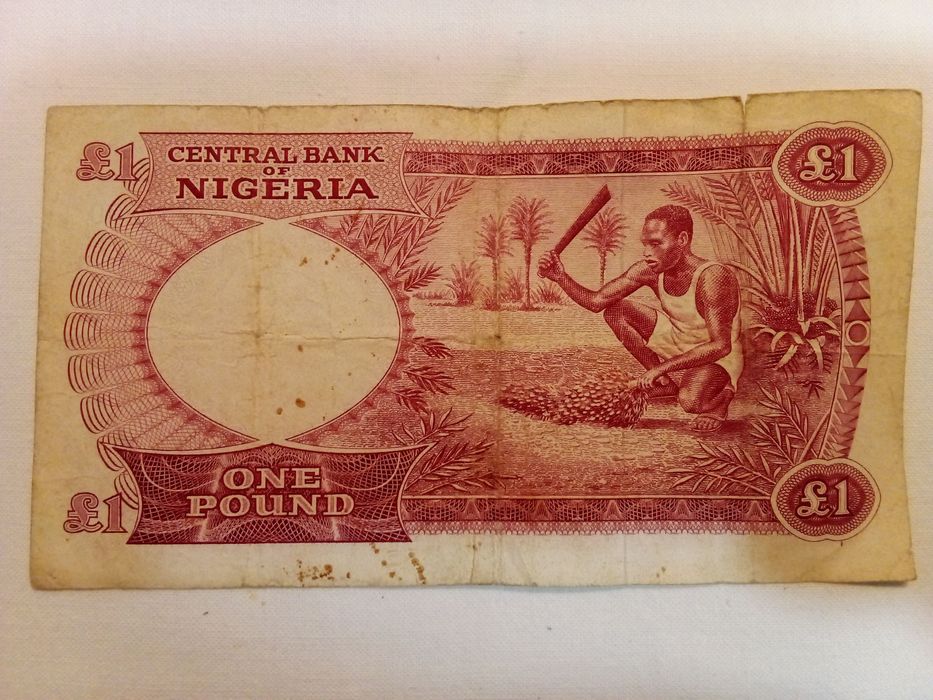 £1
CENTRAL BANK
OF
NIGERIA
£1
ONE
POUND
£1
£1